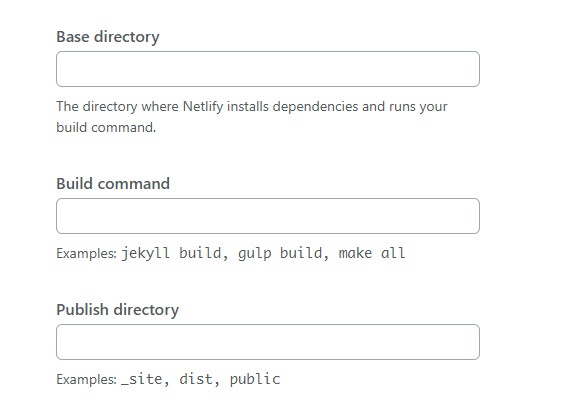 Base directory
The directory where Netlify installs dependencies and runs your
build command.
Build command
Examples: jekyll build, gulp build, make all
Publish directory
Examples: _site, dist, public